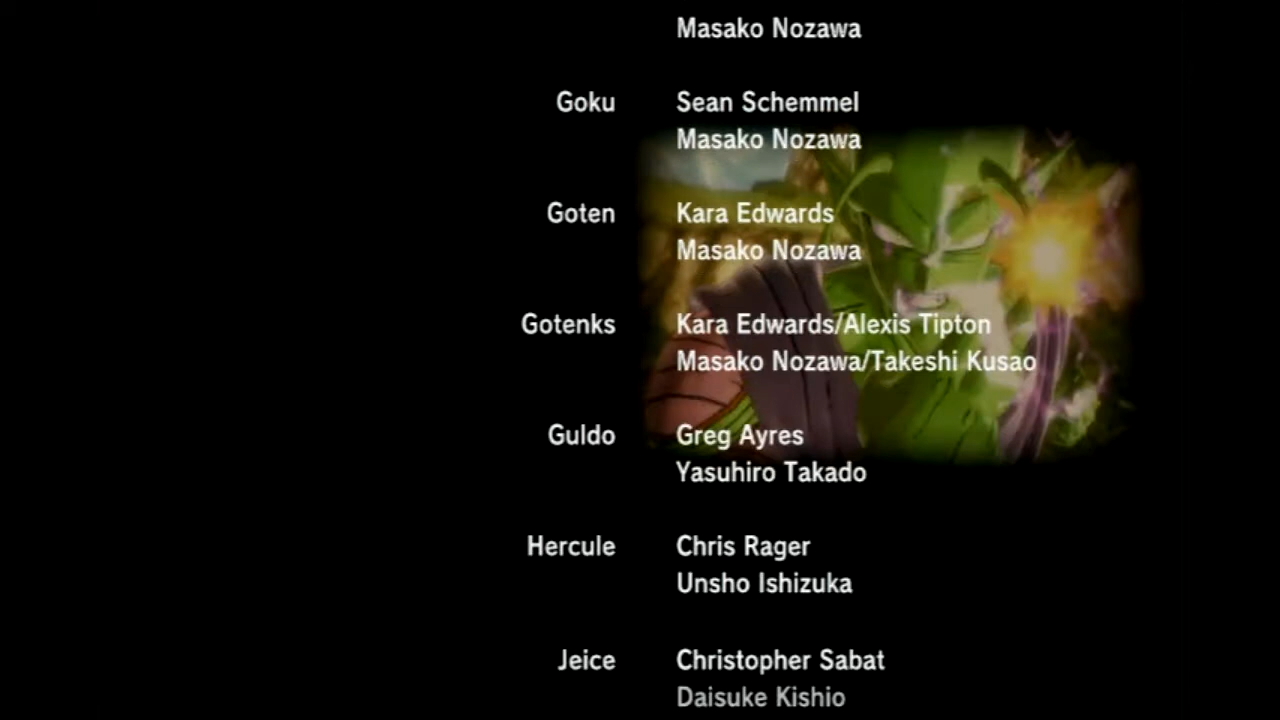 Masako Nozawa
Goku Sean Schemmel
Masako Nozawa
Goten Kara Edwards
Masako Nozawa
Gotenks Kara Edwards/Alexis Tipton
Masako Nozawa/Takeshi Kusao
Guldo Greg Ayres
Yasuhiro Takado
Hercule Chris Rager
Unsho Ishizuka
Jeice Christopher Sabat
Daisuke Kishio